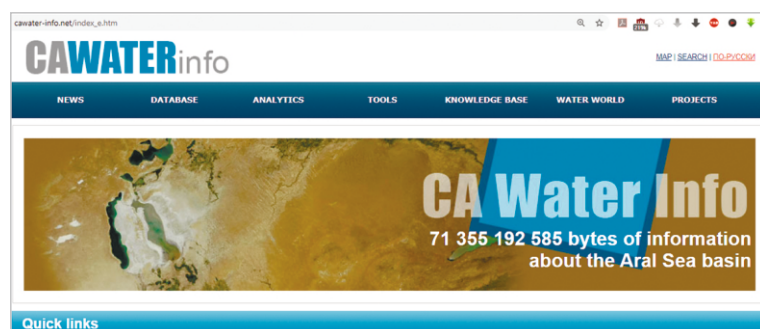 cawater-info.net/index_e.htm
CAWATERinfo
MAP | SEARCH | ПО-РУССКИ
NEWS DATABASE ANALYTICS TOOLS KNOWLEDGE BASE WATER WORLD PROJECTS
CA Water Info
71 355 192 585 bytes of information
about the Aral Sea basin
Quick links